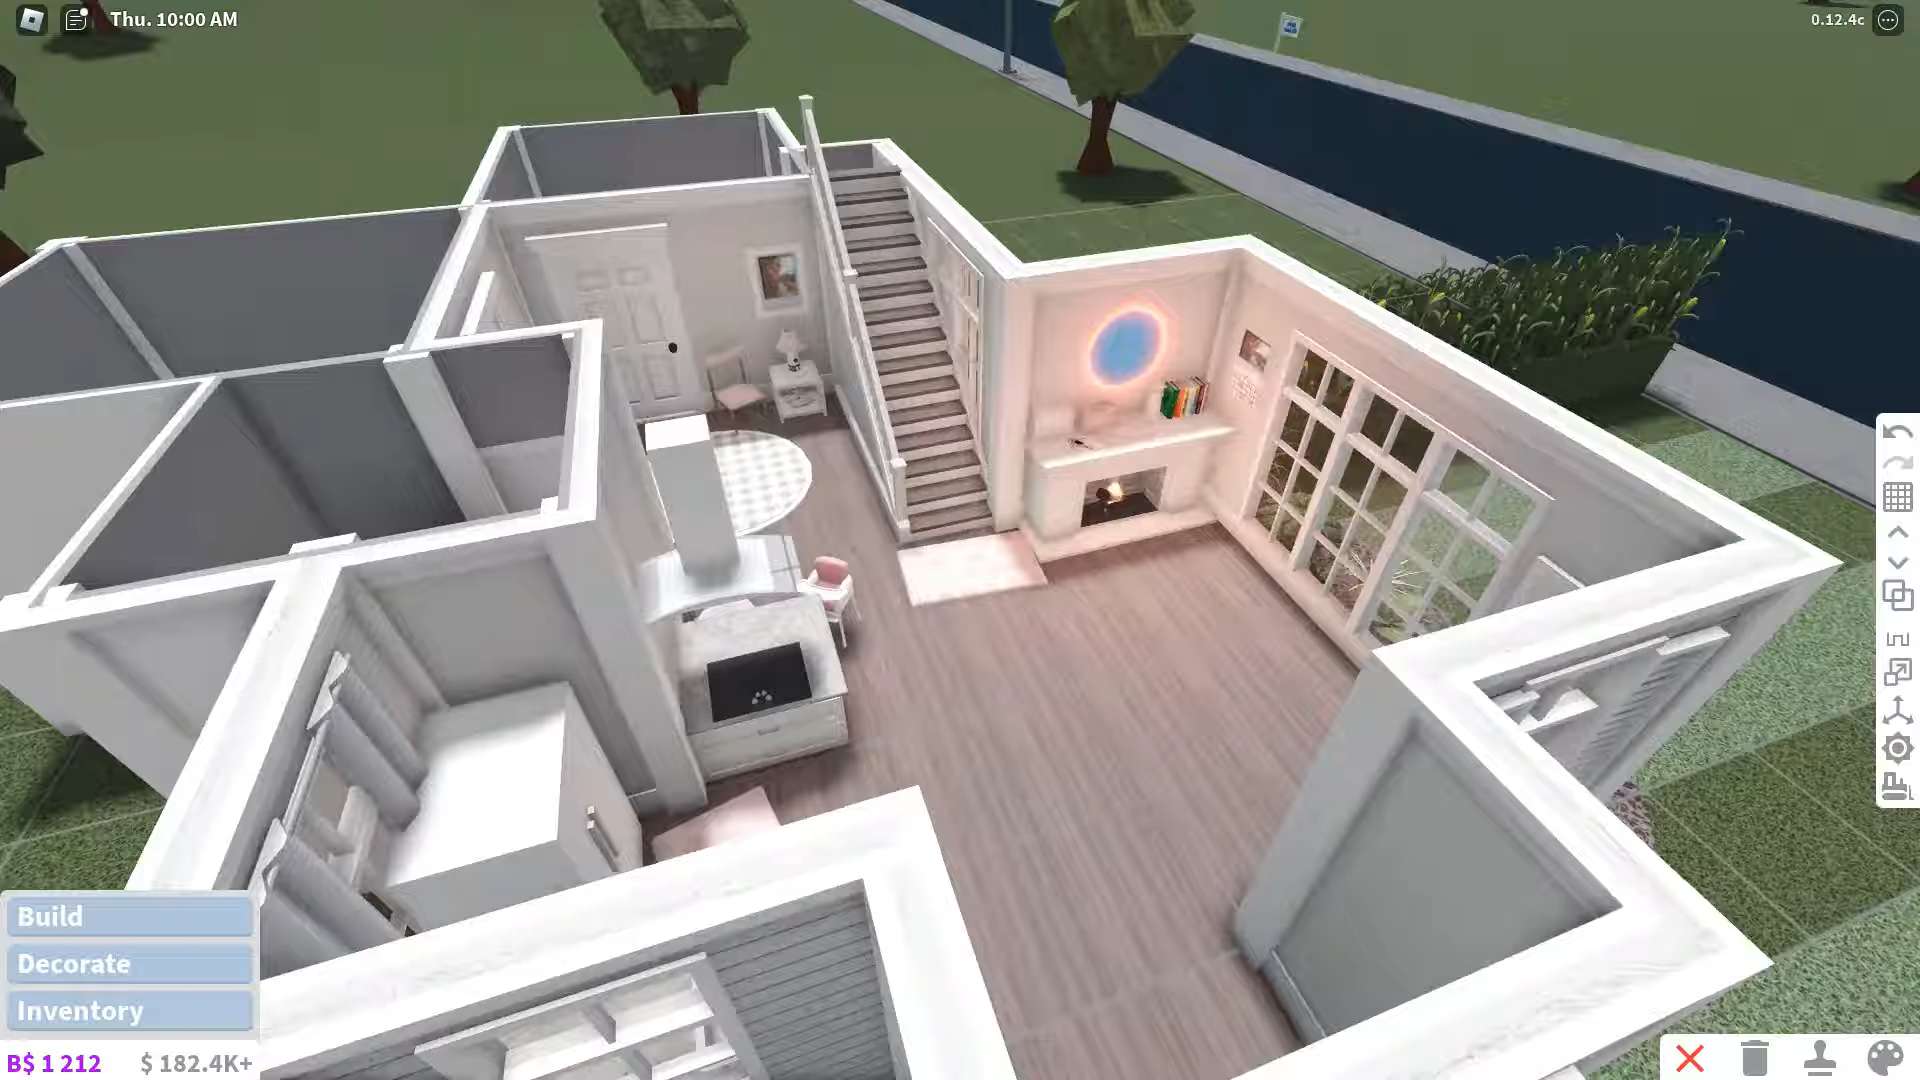 Thu. 10:00 AM
0.12.4c
Build
Decorate
Inventory
B$ 1 212
$ 182.4K+